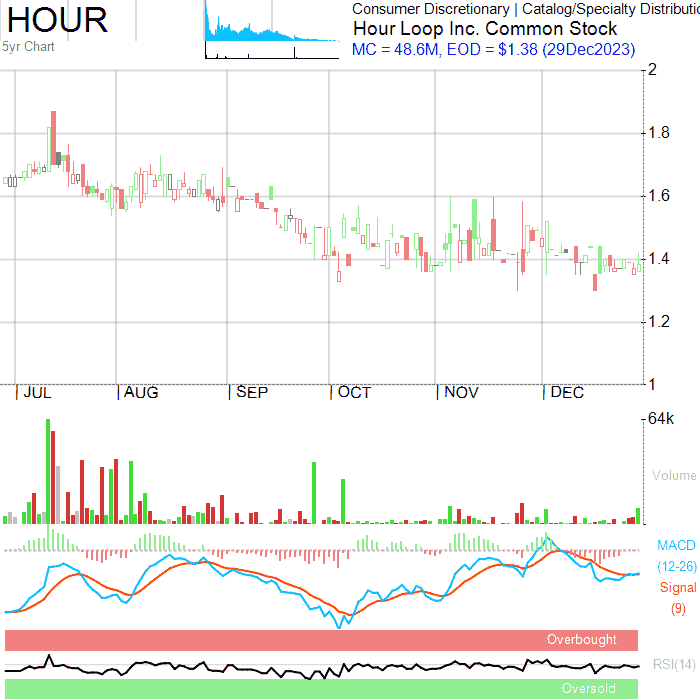 HOUR
5yr Chart
Consumer Discretionary | Catalog/Specialty Distributio
Hour Loop Inc. Common Stock
MC = 48.6M, EOD = $1.38 (29Dec2023)
2
1.8
1.6
1.4
1.2
1
| JUL | AUG | SEP | OCT | NOV | DEC
64k
Volume
MACD
(12-26)
Signal
(9)
Overbought
RSI(14)
Oversold